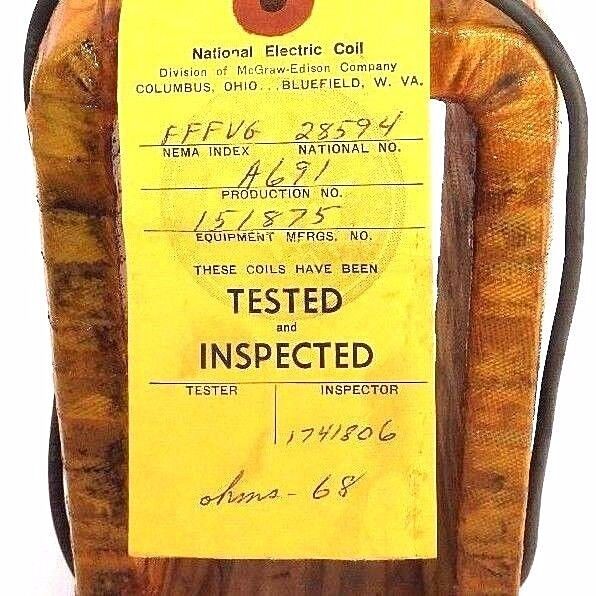 National Electric Coil
Division of McGraw-Edison Company
COLUMBUS, OHIO...BLUEFIELD, W. VA.
FFFVG 28594
NEMA INDEX NATIONAL NO.
A691
PRODUCTION NO.
151875
EQUIPMENT MFRGS. NO.
THESE COILS HAVE BEEN
TESTED
and
INSPECTED
TESTER INSPECTOR
1741806
ohms - 68